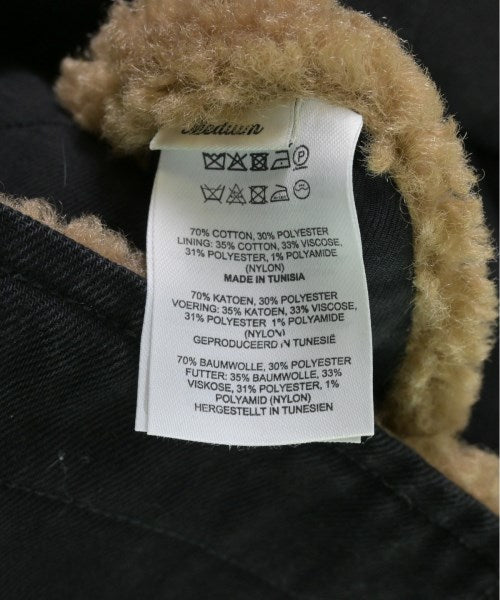 Medium
P
70% COTTON, 30% POLYESTER
LINING: 35% COTTON, 33% VISCOSE,
31% POLYESTER, 1% POLYAMIDE
(NYLON)
MADE IN TUNISIA
70% KATOEN, 30% POLYESTER
VOERING: 35% KATOEN, 33% VISCOSE,
31% POLYESTER 1% POLYAMIDE
(NYLON)
GEPRODUCEERD IN TUNESIË
70% BAUMWOLLE, 30% POLYESTER
FUTTER: 35% BAUMWOLLE, 33%
VISKOSE, 31% POLYESTER, 1%
POLYAMID (NYLON)
HERGESTELLT IN TUNESIEN